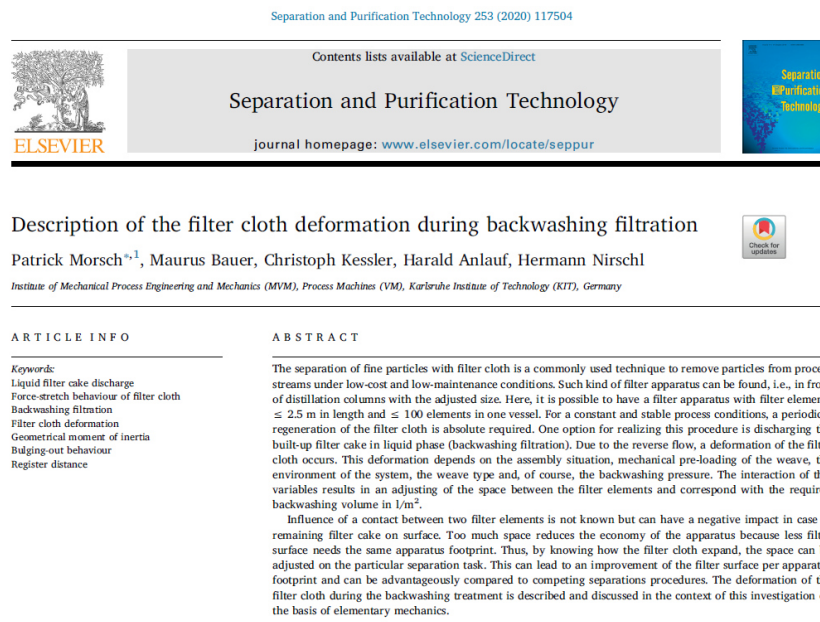 Separation and Purification Technology 253 (2020) 117504
Contents lists available at ScienceDirect
Separation and Purification Technology
journal homepage: www.elsevier.com/locate/seppur
ELSEVIER
Description of the filter cloth deformation during backwashing filtration
Check for
updates
Patrick Morsch*,1, Maurus Bauer, Christoph Kessler, Harald Anlauf, Hermann Nirschl
Institute of Mechanical Process Engineering and Mechanics (MVM), Process Machines (VM), Karlsruhe Institute of Technology (KIT), Germany
ARTICLE INFO
Keywords:
Liquid filter cake discharge
Force-stretch behaviour of filter cloth
Backwashing filtration
Filter cloth deformation
Geometrical moment of inertia
Bulging-out behaviour
Register distance
ABSTRACT
The separation of fine particles with filter cloth is a commonly used technique to remove particles from
streams under low-cost and low-maintenance conditions. Such kind of filter apparatus can be found, i.e., in
of distillation columns with the adjusted size. Here, it is possible to have a filter apparatus with filter
≤ 2.5 m in length and ≤ 100 elements in one vessel. For a constant and stable process conditions, a
regeneration of the filter cloth is absolute required. One option for realizing this procedure is discharging
built-up filter cake in liquid phase (backwashing filtration). Due to the reverse flow, a deformation of the
cloth occurs. This deformation depends on the assembly situation, mechanical pre-loading of the weave,
environment of the system, the weave type and, of course, the backwashing pressure. The interaction of
variables results in an adjusting of the space between the filter elements and correspond with the
backwashing volume in l/m².
Influence of a contact between two filter elements is not known but can have a negative impact in case
remaining filter cake on surface. Too much space reduces the economy of the apparatus because less
surface needs the same apparatus footprint. Thus, by knowing how the filter cloth expand, the space can
adjusted on the particular separation task. This can lead to an improvement of the filter surface per
footprint and can be advantageously compared to competing separations procedures. The deformation of
filter cloth during the backwashing treatment is described and discussed in the context of this investigation
the basis of elementary mechanics.